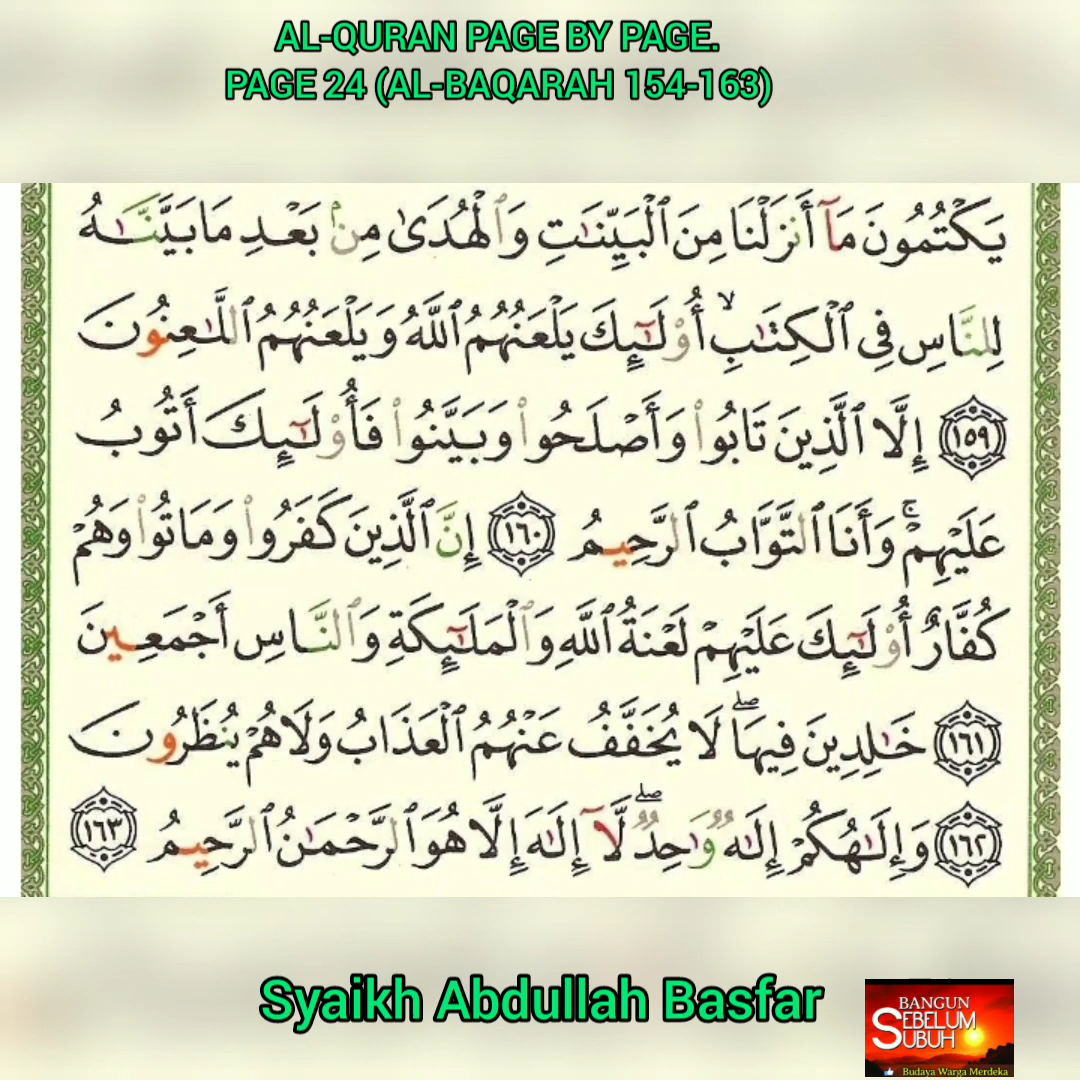 AL-QURAN PAGE BY PAGE.
PAGE 24 (AL-BAQARAH 154-163)
يَكْتُمُونَ مَآ أَنزَلْنَا مِنَ ٱلْبَيِّنَـٰتِ وَٱلْهُدَىٰ مِنۢ بَعْدِ مَا بَيَّنَّـٰهُ
لِلنَّاسِ فِى ٱلْكِتَـٰبِ ۙ أُو۟لَـٰٓئِكَ يَلْعَنُهُمُ ٱللَّهُ وَيَلْعَنُهُمُ ٱللَّـٰعِنُونَ
١٥٩ إِلَّا ٱلَّذِينَ تَابُوا۟ وَأَصْلَحُوا۟ وَبَيَّنُوا۟ فَأُو۟لَـٰٓئِكَ أَتُوبُ
عَلَيْهِمْ ۚ وَأَنَا ٱلتَّوَّابُ ٱلرَّحِيمُ ١٦٠ إِنَّ ٱلَّذِينَ كَفَرُوا۟ وَمَاتُوا۟ وَهُمْ
كُفَّارٌ أُو۟لَـٰٓئِكَ عَلَيْهِمْ لَعْنَةُ ٱللَّهِ وَٱلْمَلَـٰٓئِكَةِ وَٱلنَّاسِ أَجْمَعِينَ
١٦١ خَـٰلِدِينَ فِيهَا ۖ لَا يُخَفَّفُ عَنْهُمُ ٱلْعَذَابُ وَلَا هُمْ يُنظَرُونَ
١٦٢ وَإِلَـٰهُكُمْ إِلَـٰهٌ وَٰحِدٌ ۖ لَّآ إِلَـٰهَ إِلَّا هُوَ ٱلرَّحْمَـٰنُ ٱلرَّحِيمُ ١٦٣
Syaikh Abdullah Basfar
BANGUN
SEBELUM
SUBUH
Budaya Warga Merdeka